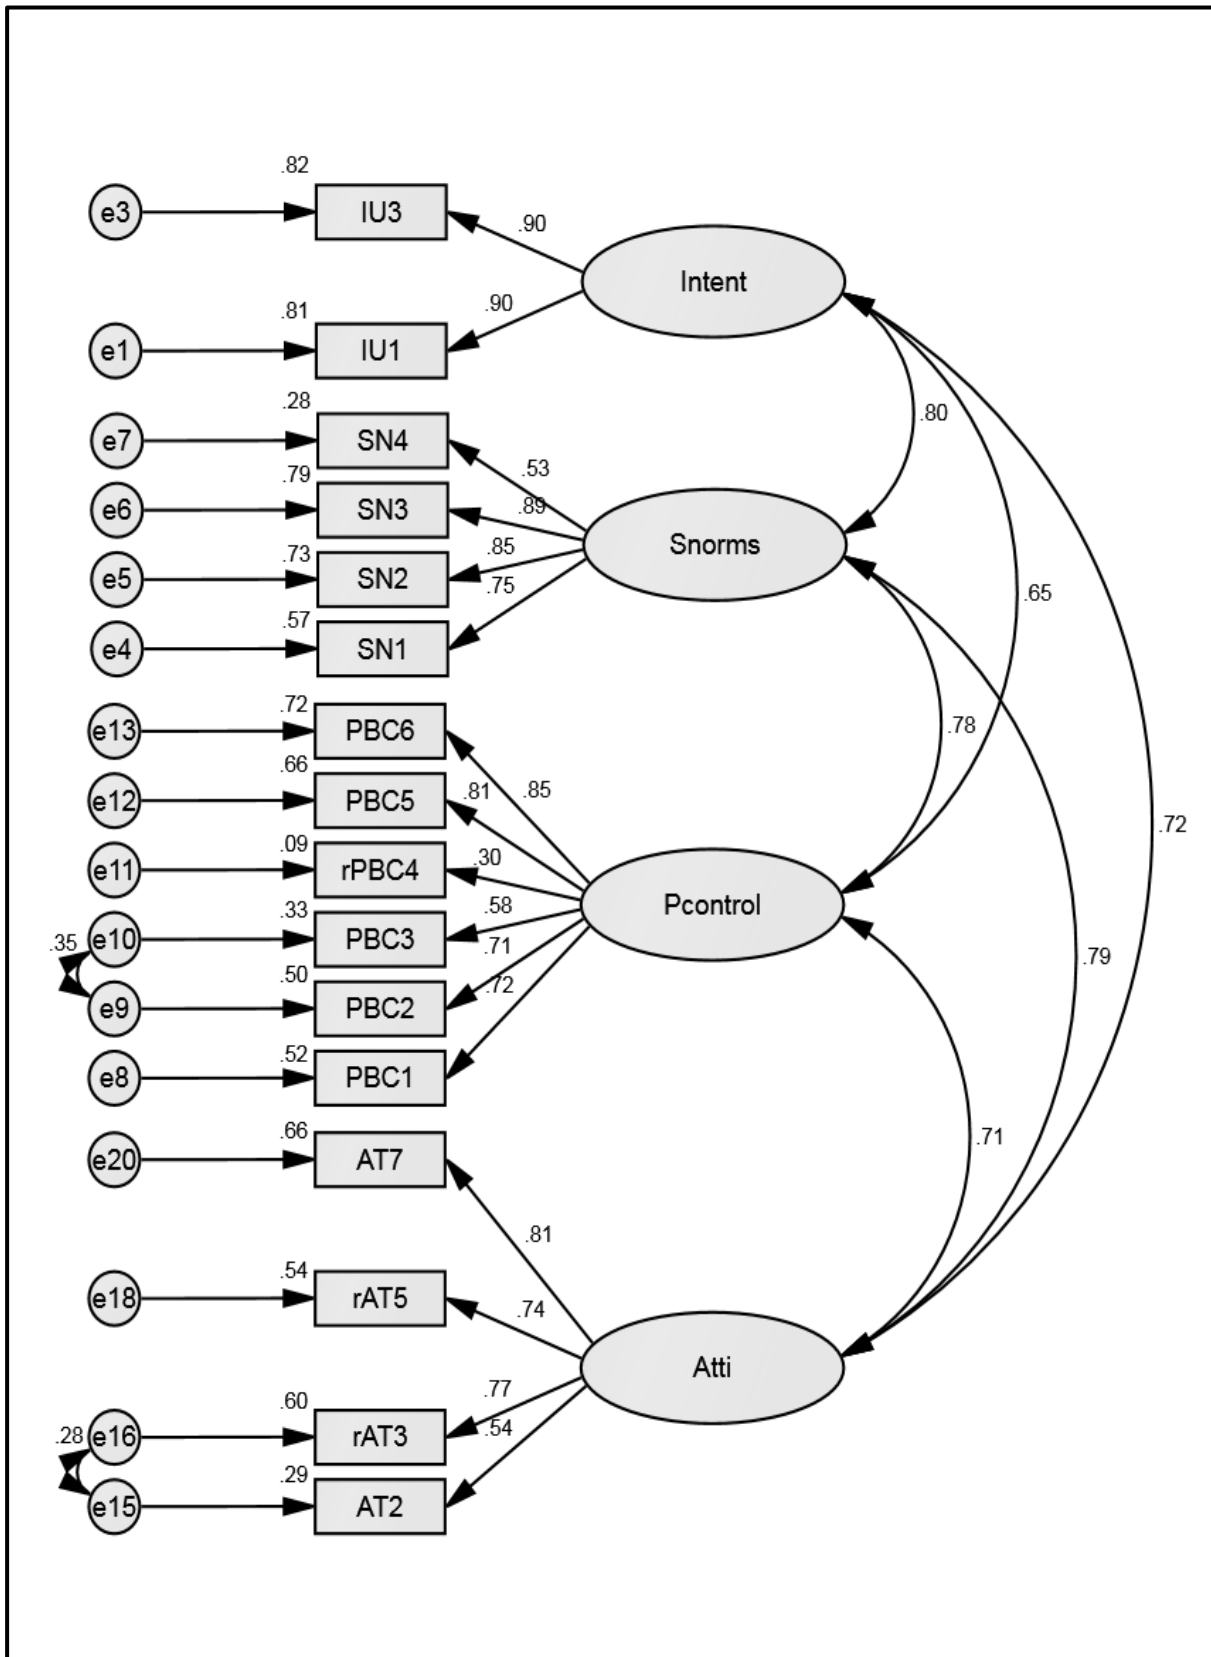 .82
e3 IU3 .90
Intent
.81 .90
e1 IU1
.28 .80
e7 SN4 .53
.79
e6 SN3 .89
Snorms
.73 .85
e5 SN2 .75
.65
.57
e4 SN1
.72
e13 PBC6 .78
.66 .81 .85
e12 PBC5
.72
.09 .30
e11 rPBC4
Pcontrol
.33 .58
.35 e10 PBC3 .71
.79
.50 .72
e9 PBC2
.52
e8 PBC1
.66 .71
e20 AT7
.81
.54
e18 rAT5 .74
Atti
.60 .77
.28 e16 rAT3 .54
.29
e15 AT2